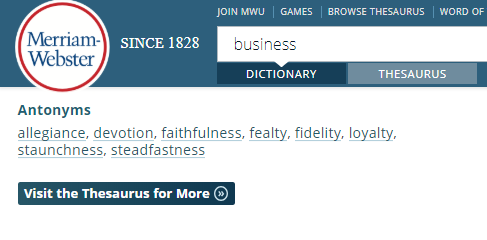 JOIN MWU GAMES BROWSE THESAURUS WORD OF
Merriam-
Webster
SINCE 1828
business
DICTIONARY THESAURUS
Antonyms
allegiance, devotion, faithfulness, fealty, fidelity, loyalty,
staunchness, steadfastness
Visit the Thesaurus for More